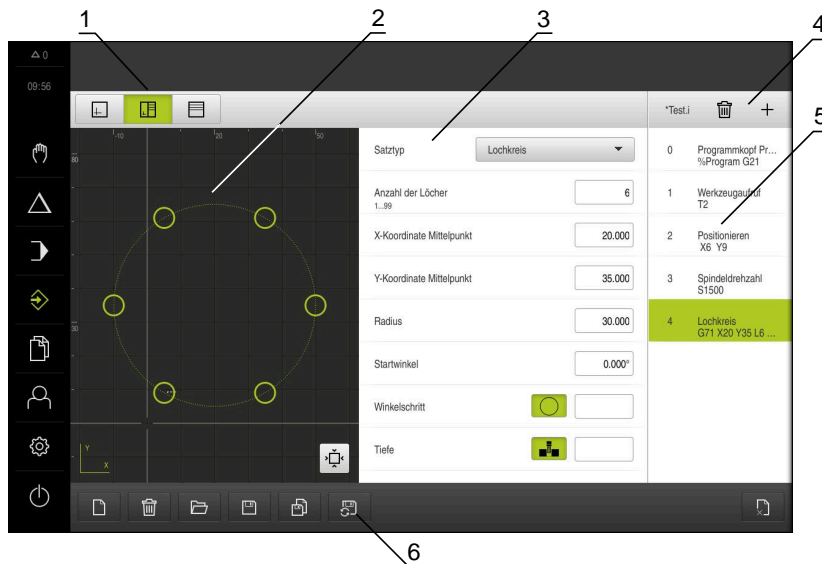 1
2
3
4
5
6
0
09:56
*Test.i
-10
20
50
80
30
Y
X
Satztyp
Lochkreis
Anzahl der Löcher
1...99
6
X-Koordinate Mittelpunkt
20.000
Y-Koordinate Mittelpunkt
35.000
Radius
30.000
Startwinkel
0.000°
Winkelschritt
Tiefe
0 Programmkopf Pr...
%Program G21
1 Werkzeugaufruf
T2
2 Positionieren
X6 Y9
3 Spindeldrehzahl
S1500
4 Lochkreis
G71 X20 Y35 L6 ...